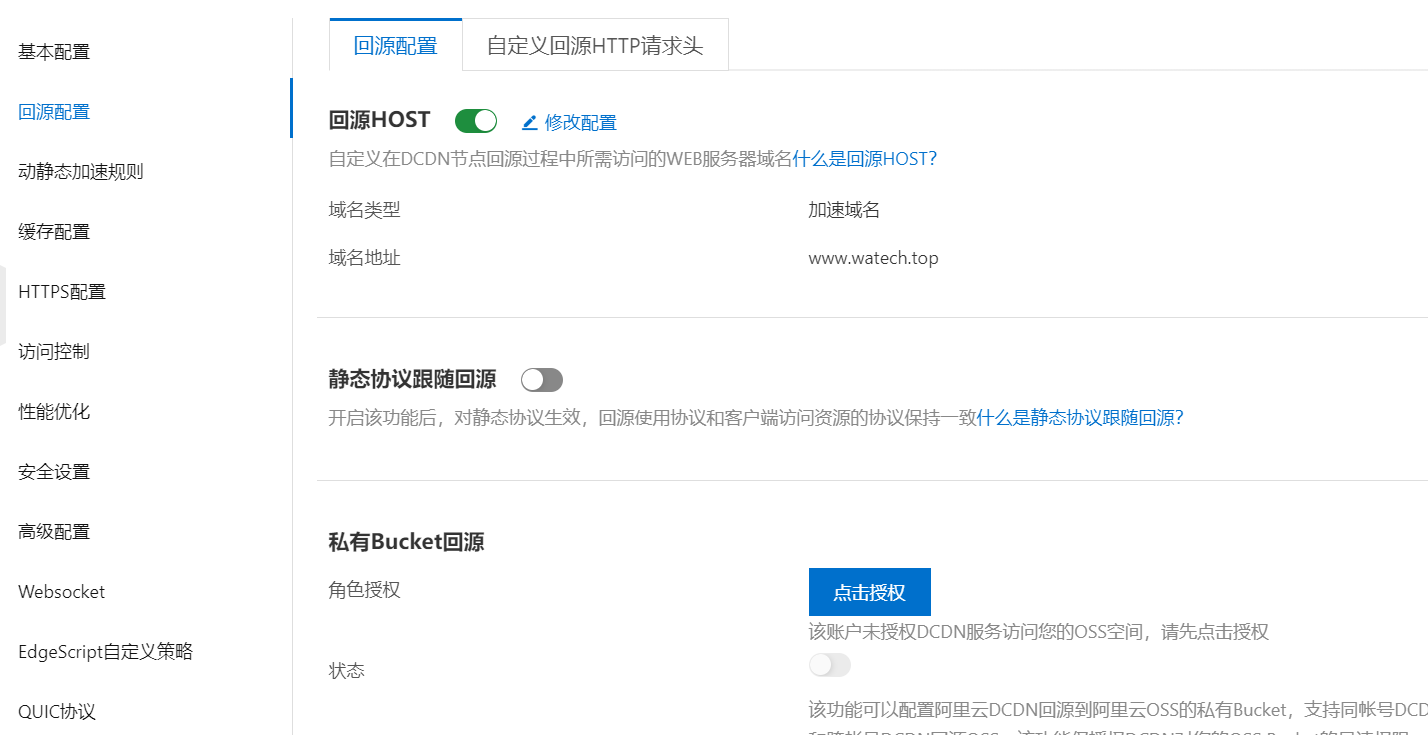 基本配置
回源配置
动静态加速规则
缓存配置
HTTPS配置
访问控制
性能优化
安全设置
高级配置
Websocket
EdgeScript自定义策略
QUIC协议
回源配置
自定义回源HTTP请求头
回源HOST
修改配置
自定义在DCDN节点回源过程中所需访问的WEB服务器域名什么是回源HOST?
域名类型
加速域名
域名地址
www.watech.top
静态协议跟随回源
开启该功能后，对静态协议生效，回源使用协议和客户端访问资源的协议保持一致什么是静态协议跟随回源?
私有Bucket回源
角色授权
点击授权
该账户未授权DCDN服务访问您的OSS空间，请先点击授权
状态
该功能可以配置阿里云DCDN回源到阿里云OSS的私有Bucket，支持同帐号DCD